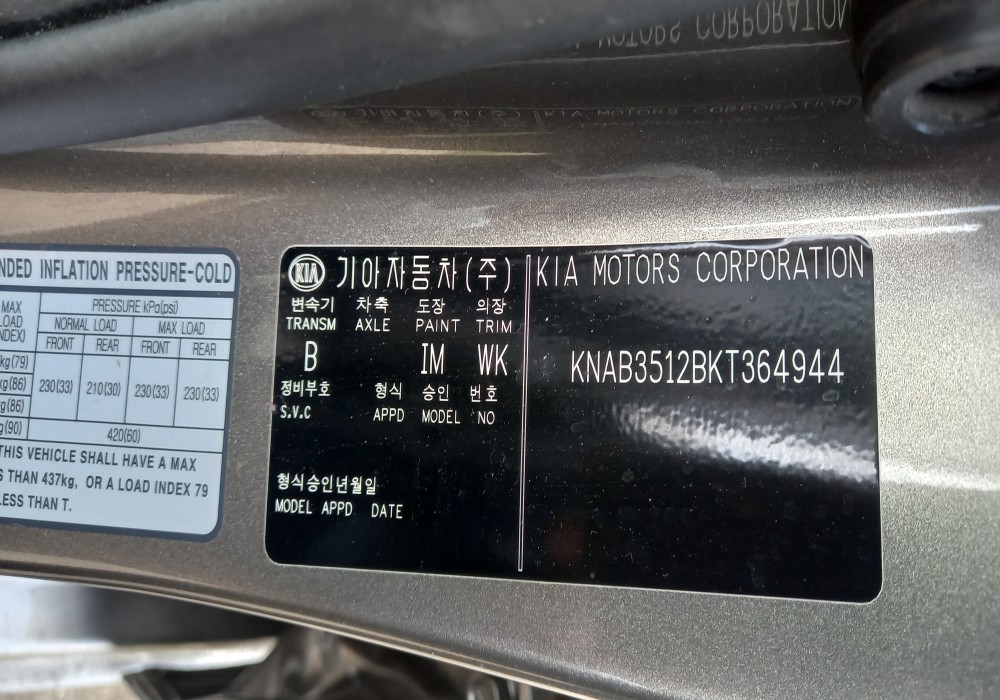 NDED INFLATION PRESSURE-COLD
MAX
LOAD
INDEX)
PRESSURE kPa(psi)
NORMAL LOAD MAX LOAD
FRONT REAR FRONT REAR
kg(79)
kg(86)
kg(86)
g(90)
230(33) 210(30) 230(33) 230(33)
420(60)
THIS VEHICLE SHALL HAVE A MAX
S THAN 437kg, OR A LOAD INDEX 79
LESS THAN T.
KIA 기아자동차(주) KIA MOTORS CORPORATION
변속기 차축 도장 의장
TRANSM AXLE PAINT TRIM
B IM WK
KNAB3512BKT364944
정비부호 형식 승인 번호
S.V.C APPD MODEL NO
형식승인년월일
MODEL APPD DATE